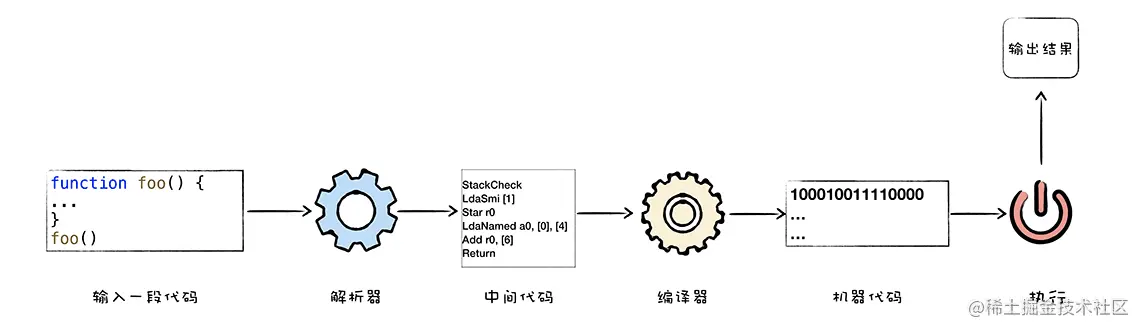 输出结果
function foo() {
...
}
foo()
StackCheck
LdaSmi [1]
Star r0
LdaNamed a0, [0], [4]
Add r0, [6]
Return
100010011110000
...
...
输入一段代码
解析器
中间代码
编译器
机器代码
执行
@稀土掘金技术社区